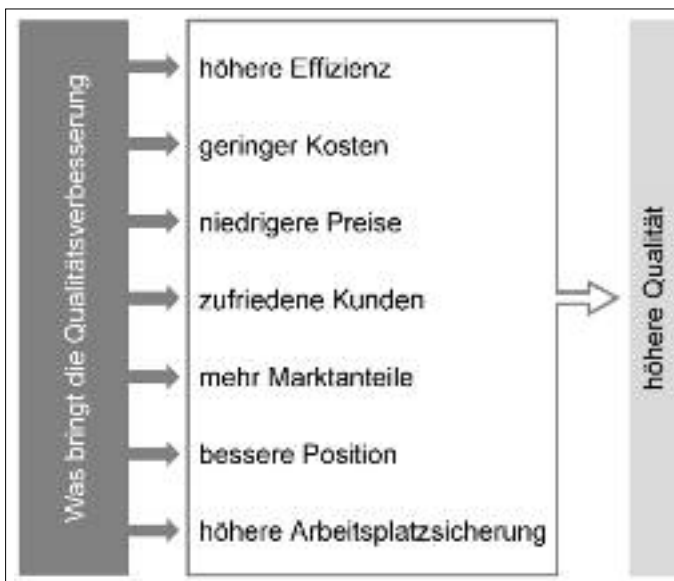 Was bringt die Qualitätsverbesserung
höhere Effizienz
geringer Kosten
niedrigere Preise
zufriedene Kunden
mehr Marktanteile
bessere Position
höhere Arbeitsplatzsicherung
höhere Qualität